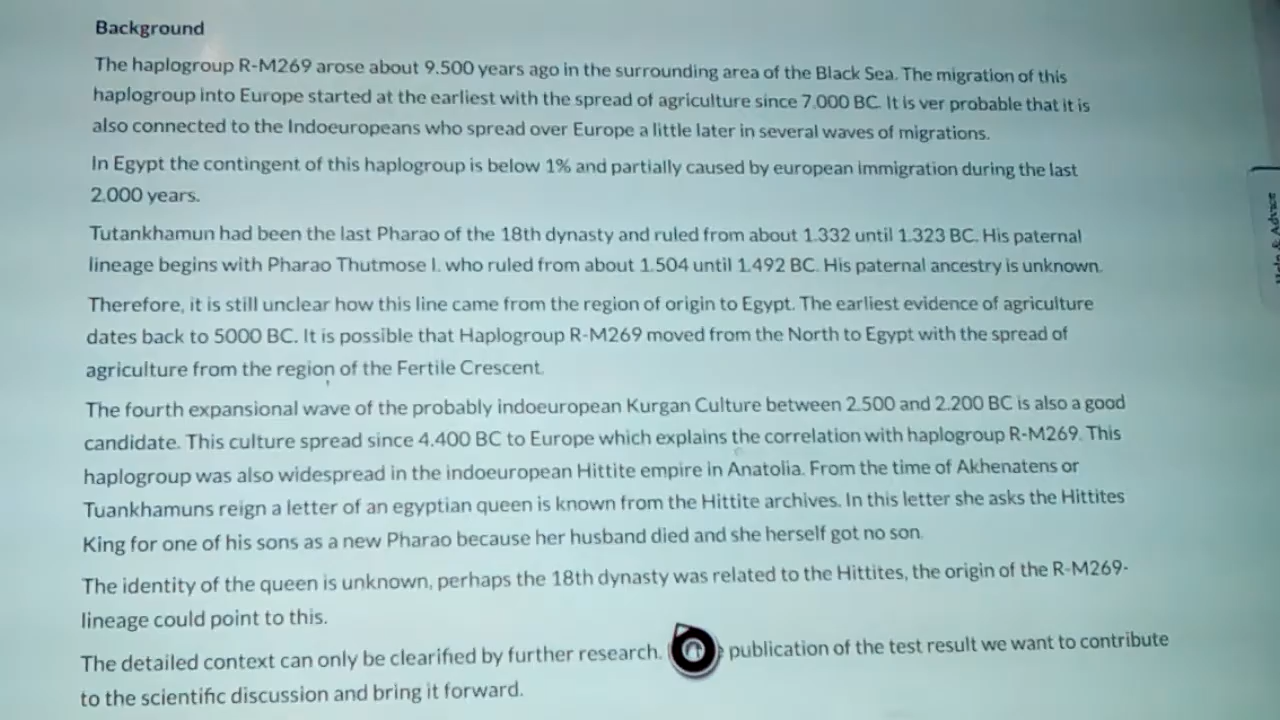 Background
The haplogroup R-M269 arose about 9.500 years ago in the surrounding area of the Black Sea. The migration of this
haplogroup into Europe started at the earliest with the spread of agriculture since 7.000 BC. It is ver probable that it is
also connected to the Indoeuropeans who spread over Europe a little later in several waves of migrations.
In Egypt the contingent of this haplogroup is below 1% and partially caused by european immigration during the last
2.000 years.
Tutankhamun had been the last Pharao of the 18th dynasty and ruled from about 1.332 until 1.323 BC. His paternal
lineage begins with Pharao Thutmose I. who ruled from about 1.504 until 1.492 BC. His paternal ancestry is unknown.
Therefore, it is still unclear how this line came from the region of origin to Egypt. The earliest evidence of agriculture
dates back to 5000 BC. It is possible that Haplogroup R-M269 moved from the North to Egypt with the spread of
agriculture from the region of the Fertile Crescent.
The fourth expansional wave of the probably indoeuropean Kurgan Culture between 2.500 and 2.200 BC is also a good
candidate. This culture spread since 4.400 BC to Europe which explains the correlation with haplogroup R-M269. This
haplogroup was also widespread in the indoeuropean Hittite empire in Anatolia. From the time of Akhenatens or
Tuankhamuns reign a letter of an egyptian queen is known from the Hittite archives. In this letter she asks the Hittites
King for one of his sons as a new Pharao because her husband died and she herself got no son.
The identity of the queen is unknown, perhaps the 18th dynasty was related to the Hittites, the origin of the R-M269-
lineage could point to this.
The detailed context can only be clearified by further research. publication of the test result we want to contribute
to the scientific discussion and bring it forward.